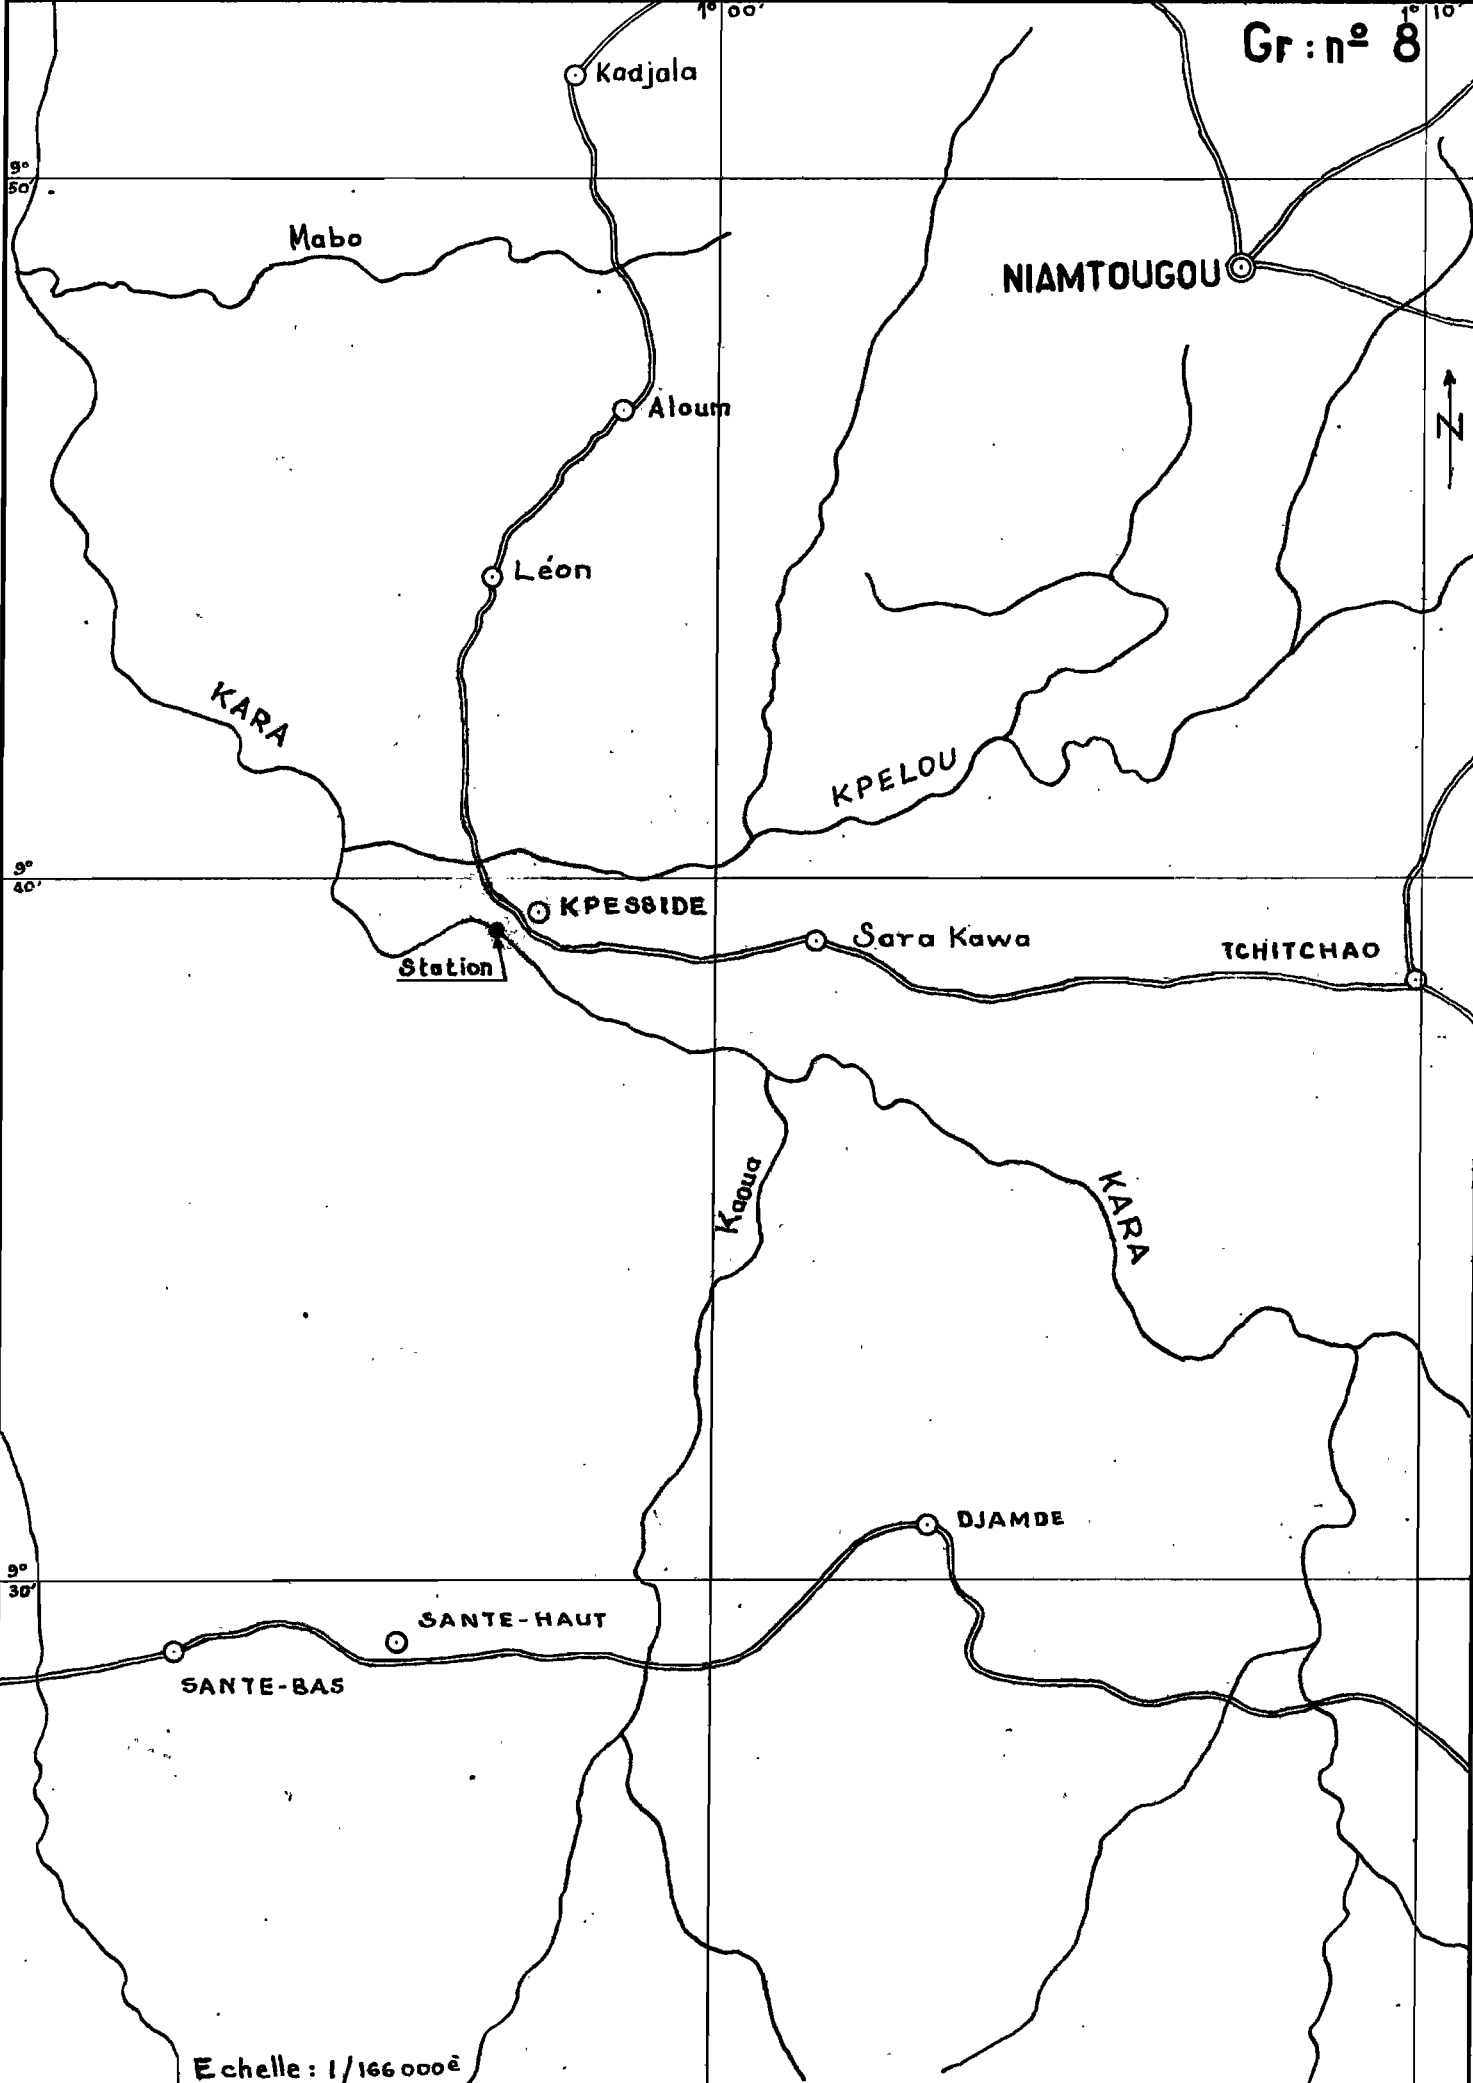 1° 00'
1° 10'
Gr : nº 8
Kadjala
9°
50'
Mabo
NIAMTOUGOU
N
Aloum
Léon
KARA
KPELOU
9°
40'
KPESSIDE
Sara Kawa
TCHITCHAO
Station
Kaoua
KARA
DJAMDE
9°
30'
SANTE-HAUT
SANTE-BAS
Echelle : 1/166 000è